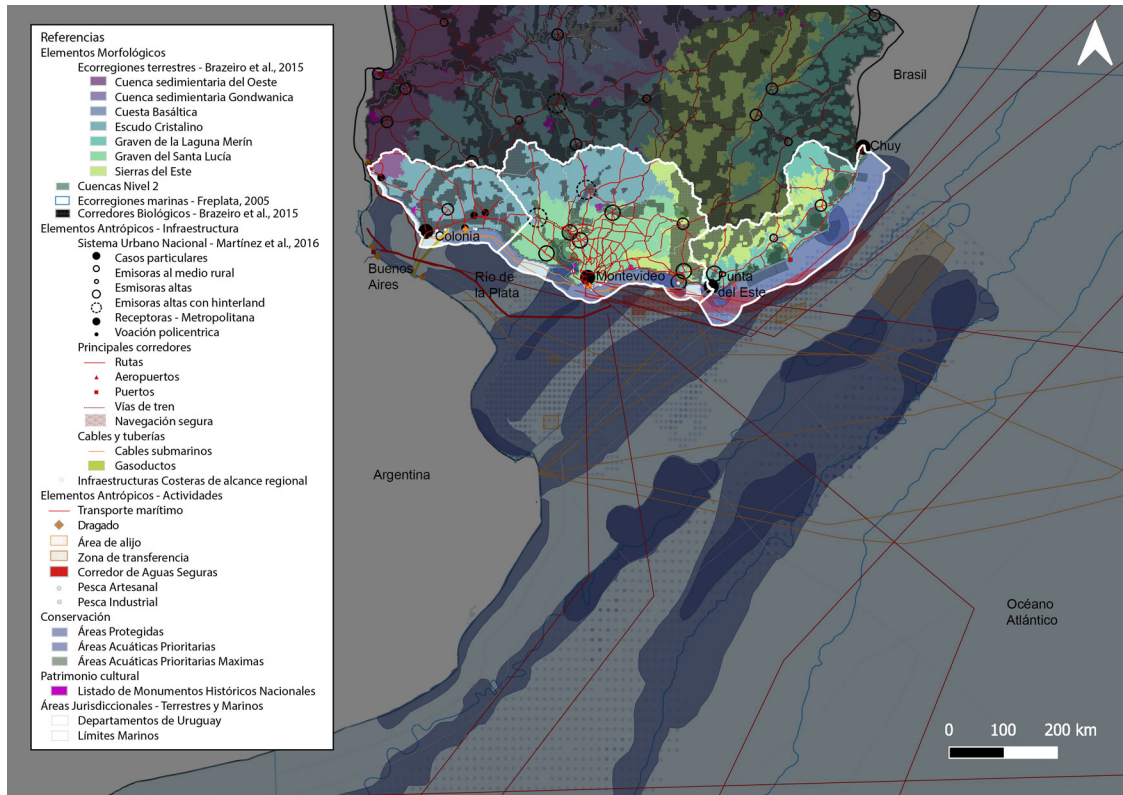 Referencias
Elementos Morfológicos
Ecorregiones terrestres - Brazeiro et al., 2015
Cuenca sedimentaria del Oeste
Cuenca sedimentaria Gondwanica
Cuesta Basáltica
Escudo Cristalino
Graven de la Laguna Merín
Graven del Santa Lucía
Sierras del Este
Cuencas Nivel 2
Ecorregiones marinas - Freplata, 2005
Corredores Biológicos - Brazeiro et al., 2015
Elementos Antrópicos - Infraestructura
Sistema Urbano Nacional - Martínez et al., 2016
Casos particulares
Emisoras al medio rural
Esmisoras altas
Emisoras altas con hinterland
Receptoras - Metropolitana
Voación policentrica
Principales corredores
Rutas
Aeropuertos
Puertos
Vías de tren
Navegación segura
Cables y tuberías
Cables submarinos
Gasoductos
Infraestructuras Costeras de alcance regional
Elementos Antrópicos - Actividades
Transporte marítimo
Dragado
Área de alijo
Zona de transferencia
Corredor de Aguas Seguras
Pesca Artesanal
Pesca Industrial
Conservación
Áreas Protegidas
Áreas Acuáticas Prioritarias
Áreas Acuáticas Prioritarias Maximas
Patrimonio cultural
Listado de Monumentos Históricos Nacionales
Áreas Jurisdiccionales - Terrestres y Marinos
Departamentos de Uruguay
Límites Marinos
Brasil
Chuy
Colonia
Buenos
Aires
Río de
la Plata
Montevideo
Punta
del Este
Argentina
Océano
Atlántico
0 100 200 km